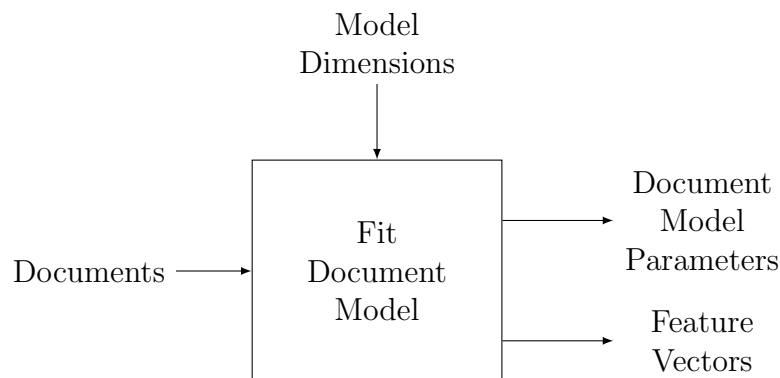 Model
Dimensions
Documents
Fit
Document
Model
Document
Model
Parameters
Feature
Vectors